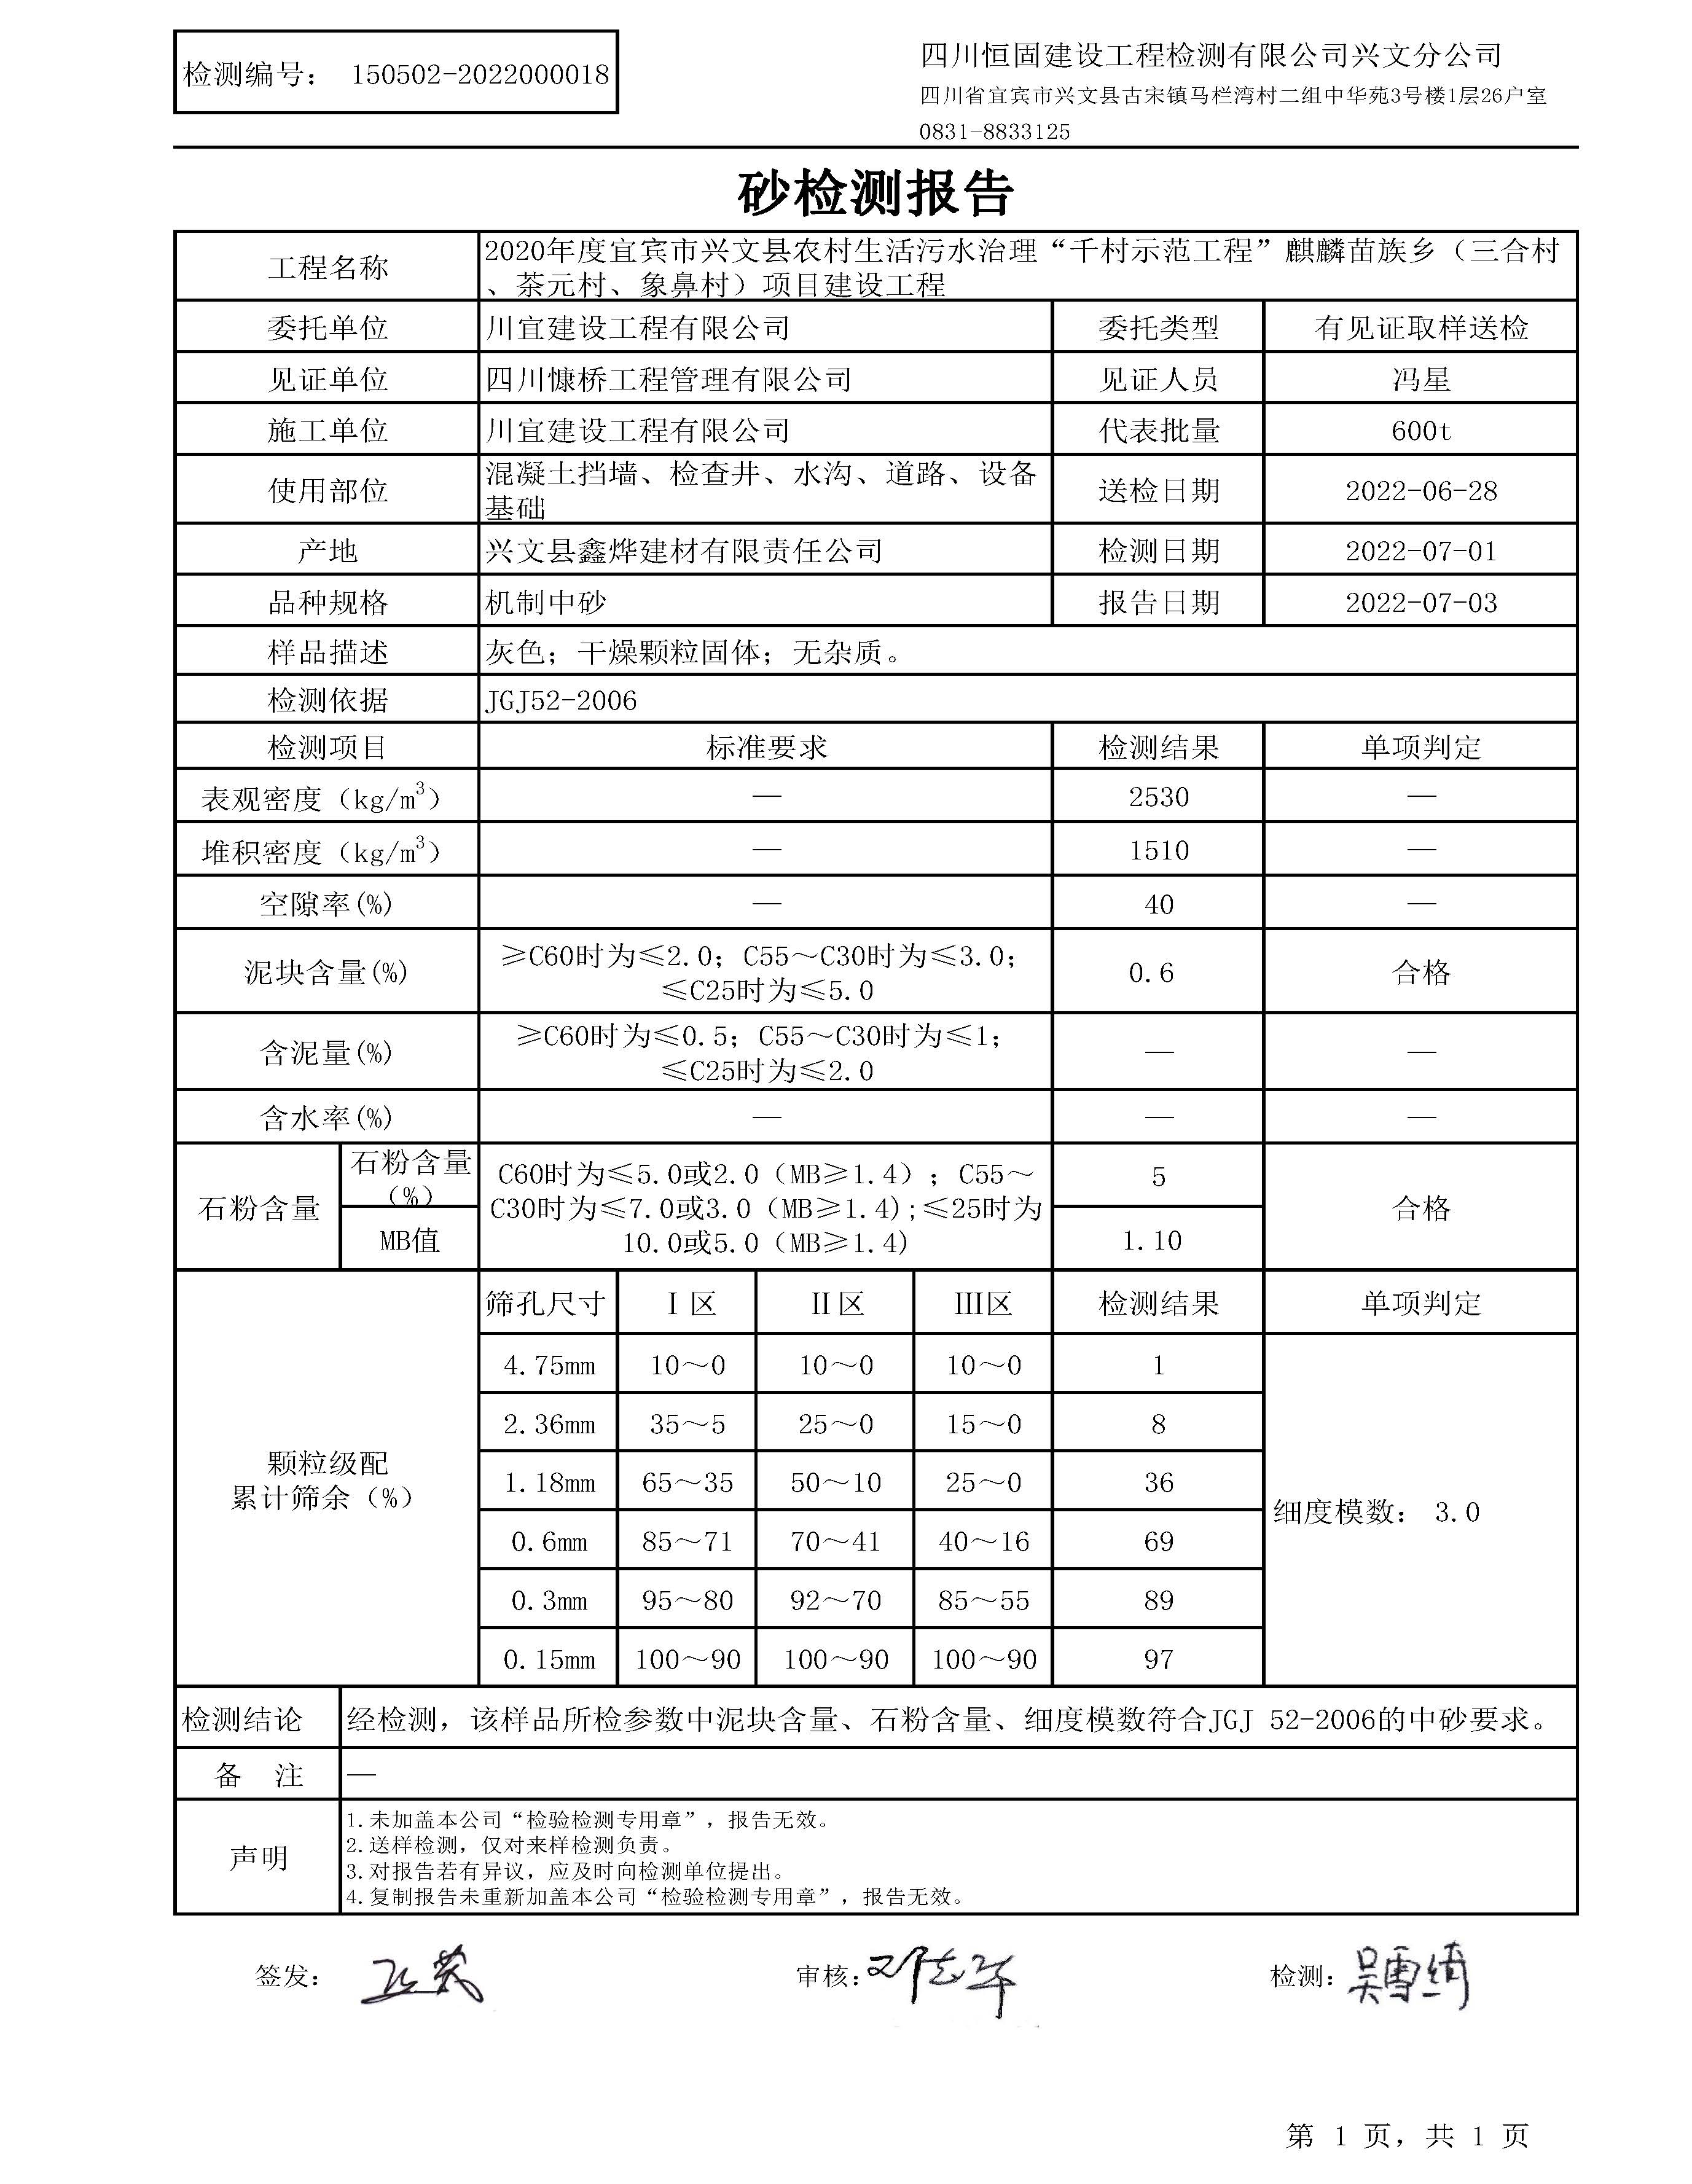 检测编号： 150502-2022000018
四川恒固建设工程检测有限公司兴文分公司
四川省宜宾市兴文县古宋镇马栏湾村二组中华苑3号楼1层26户室
0831-8833125
砂检测报告
工程名称 2020年度宜宾市兴文县农村生活污水治理“千村示范工程”麒麟苗族乡（三合村
、茶元村、象鼻村）项目建设工程
委托单位 川宜建设工程有限公司 委托类型 有见证取样送检
见证单位 四川慷桥工程管理有限公司 见证人员 冯星
施工单位 川宜建设工程有限公司 代表批量 600t
使用部位 混凝土挡墙、检查井、水沟、道路、设备
基础 送检日期 2022-06-28
产地 兴文县鑫烨建材有限责任公司 检测日期 2022-07-01
品种规格 机制中砂 报告日期 2022-07-03
样品描述 灰色；干燥颗粒固体；无杂质。
检测依据 JGJ52-2006
检测项目 标准要求 检测结果 单项判定
表观密度（kg/m³） — 2530 —
堆积密度（kg/m³） — 1510 —
空隙率(%) — 40 —
泥块含量(%) ≥C60时为≤2.0；C55～C30时为≤3.0；
≤C25时为≤5.0 0.6 合格
含泥量(%) ≥C60时为≤0.5；C55～C30时为≤1；
≤C25时为≤2.0 — —
含水率(%) — — —
石粉含量 石粉含量
（%） C60时为≤5.0或2.0（MB≥1.4）；C55～
C30时为≤7.0或3.0（MB≥1.4);≤25时为
10.0或5.0（MB≥1.4) 5 合格
MB值 1.10
颗粒级配
累计筛余（%） 筛孔尺寸 I 区 II区 III区 检测结果 单项判定
4.75mm 10～0 10～0 10～0 1
2.36mm 35～5 25～0 15～0 8
1.18mm 65～35 50～10 25～0 36
细度模数： 3.0
0.6mm 85～71 70～41 40～16 69
0.3mm 95～80 92～70 85～55 89
0.15mm 100～90 100～90 100～90 97
检测结论 经检测，该样品所检参数中泥块含量、石粉含量、细度模数符合JGJ 52-2006的中砂要求。
备 注 —
声明 1.未加盖本公司“检验检测专用章”，报告无效。
2.送样检测，仅对来样检测负责。
3.对报告若有异议，应及时向检测单位提出。
4.复制报告未重新加盖本公司“检验检测专用章”，报告无效。
签发： 审核：邓志华 检测：吴雪绮
第 1 页，共 1 页